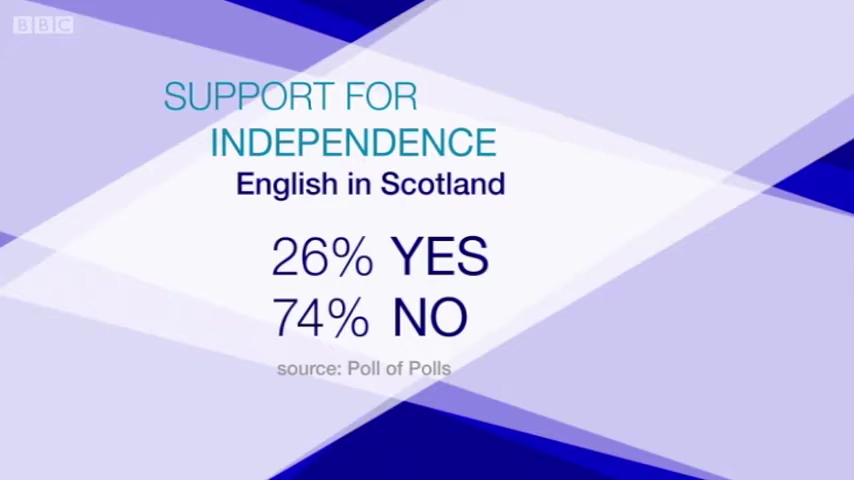 BBC
SUPPORT FOR
INDEPENDENCE
English in Scotland
26% YES
74% NO
source: Poll of Polls